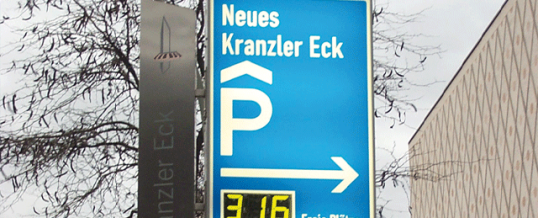 Neues
Kranzler Eck
P
316
Kranzler Eck